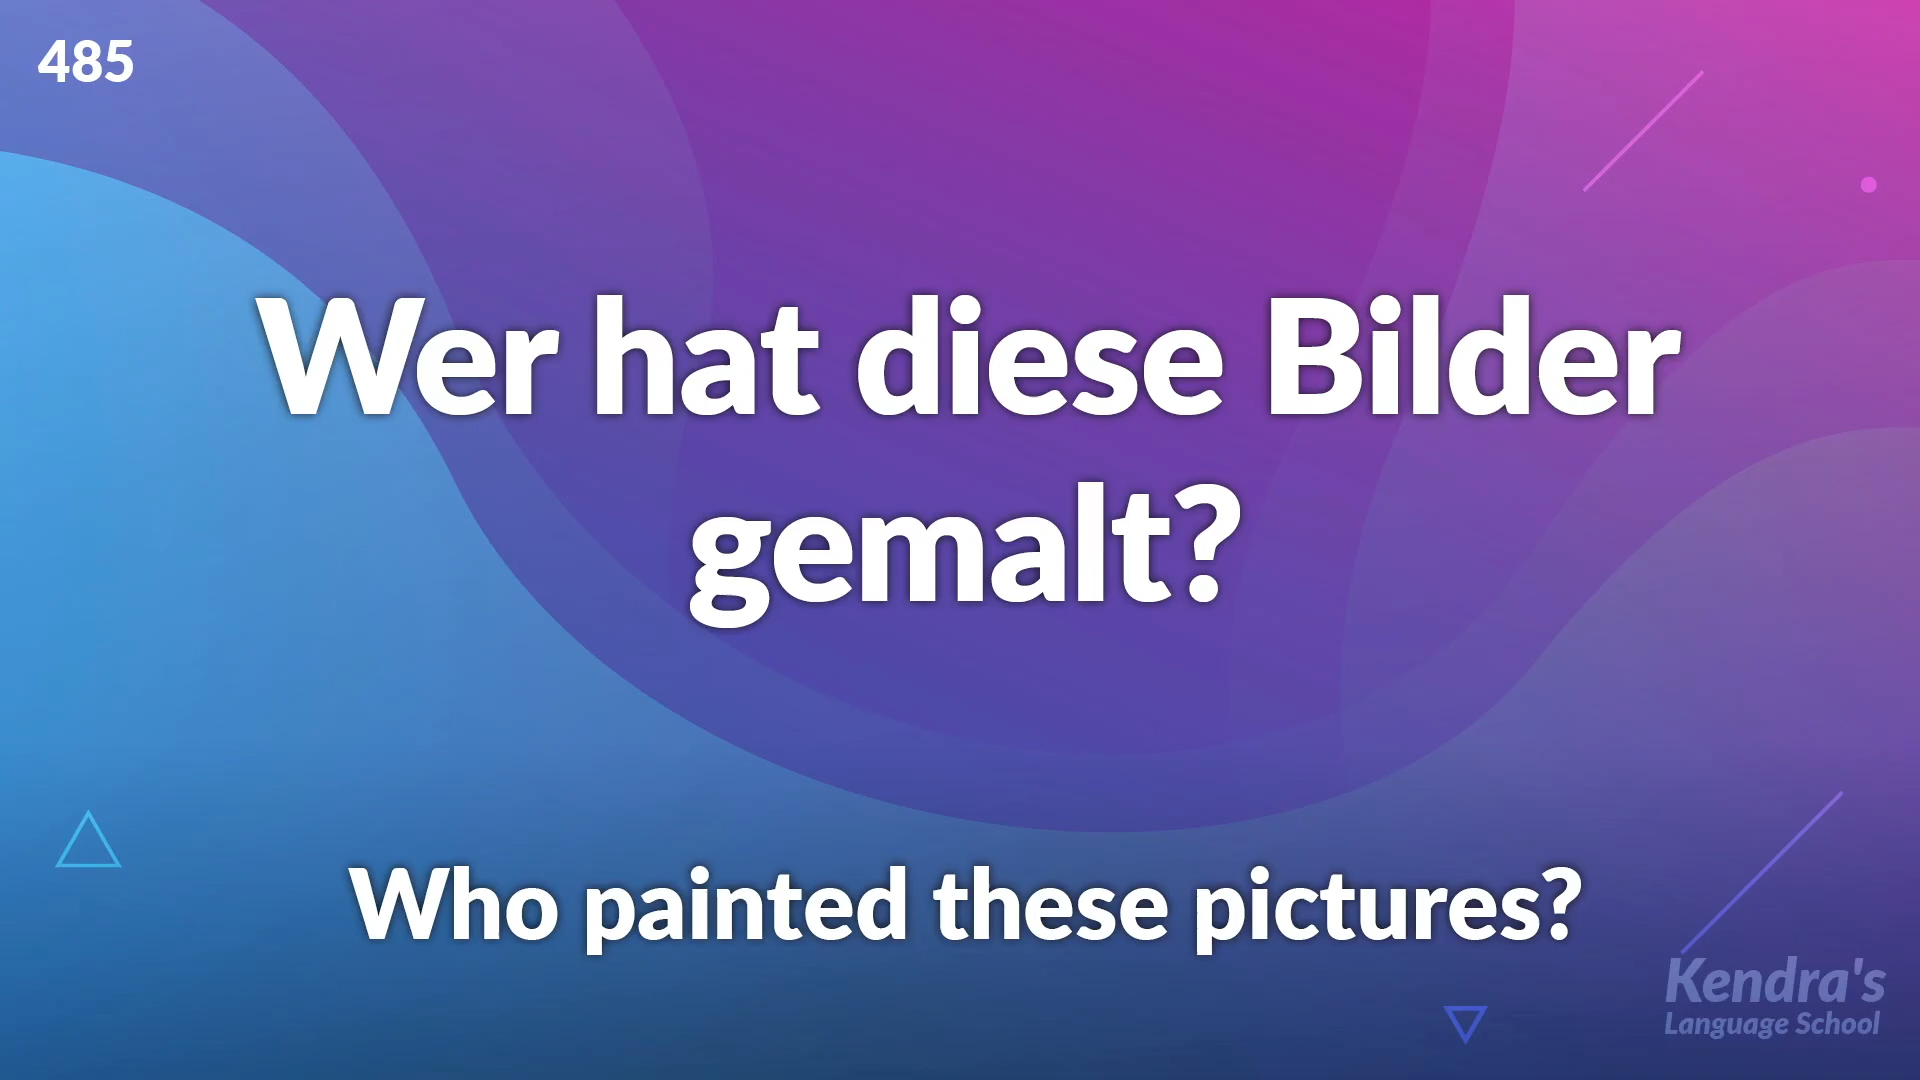 485
Wer hat diese Bilder
gemalt?
Who painted these pictures?
Kendra's
Language School